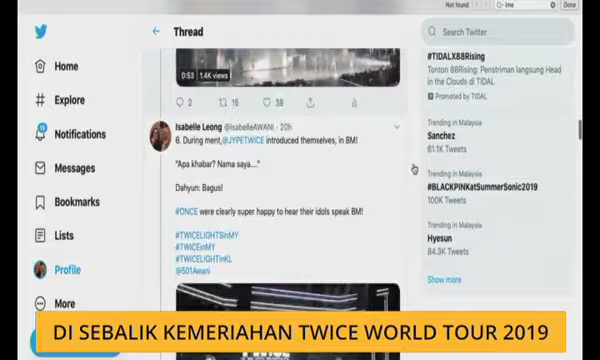 Not found
ime
Done
Thread
Search Twitter
Home
Explore
Notifications
Messages
Bookmarks
Lists
Profile
More
0:53 1.4K views
2 15 38
Isabelle Leong @IsabelleAWANI · 20h
6. During ment,@JYPETWICE introduced themselves, in BM!
"Apa khabar? Nama saya...."
Dahyun: Bagus!
#ONCE were clearly super happy to hear their idols speak BM!
#TWICELIGHTSinMY
#TWICEinMY
#TWICELIGHTinKL
@501Awani
#TIDALX88Rising
Tonton 88Rising: Penstriman langsung Head
in the Clouds di TIDAL
Promoted by TIDAL
Trending in Malaysia
Sanchez
61.1K Tweets
Trending in Malaysia
#BLACKPINKatSummerSonic2019
100K Tweets
Trending in Malaysia
Hyesun
84.3K Tweets
Show more
TWICE
DI SEBALIK KEMERIAHAN TWICE WORLD TOUR 2019